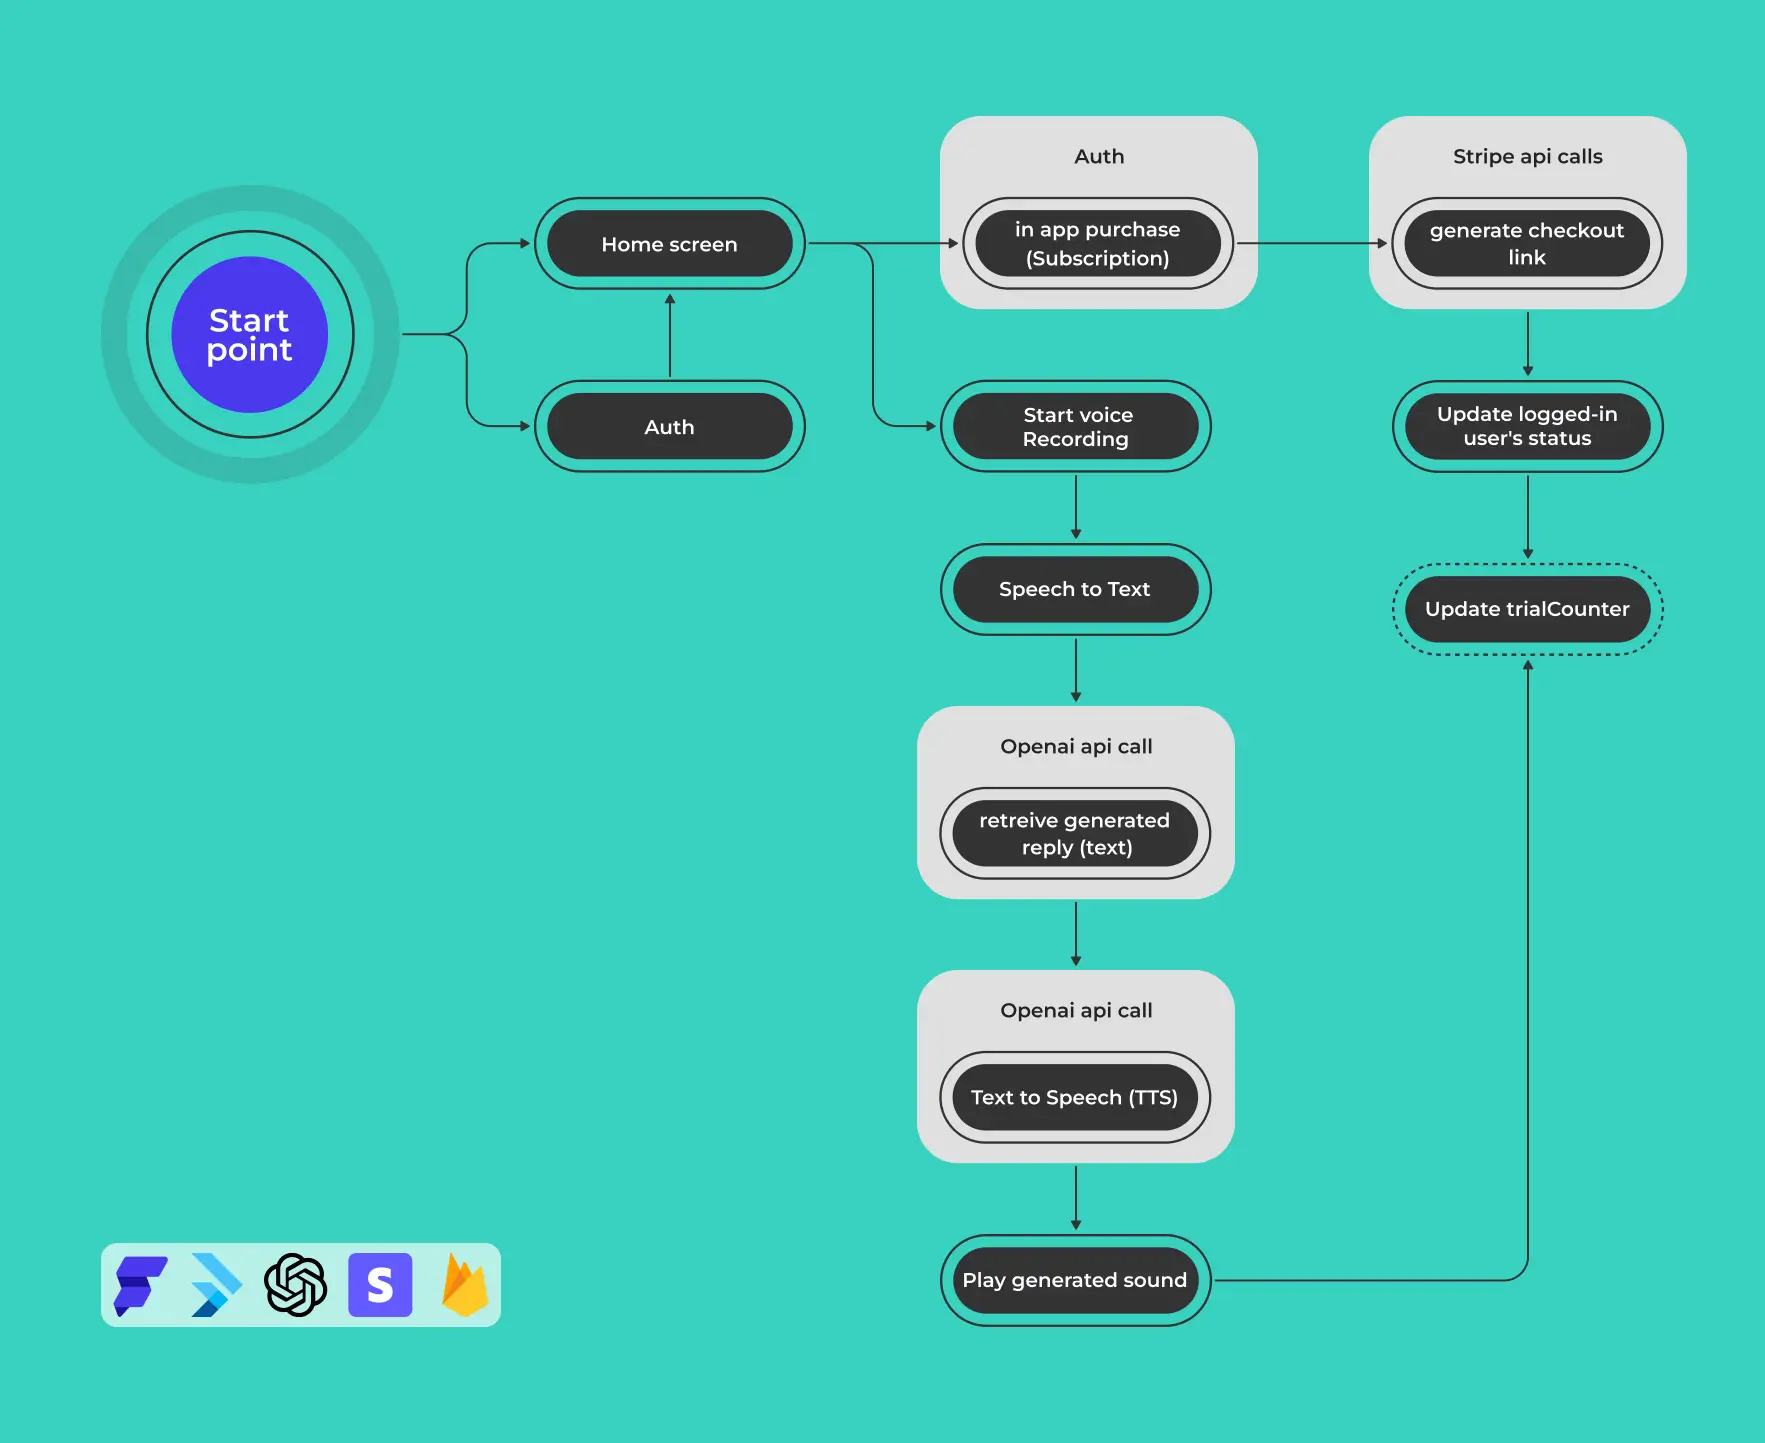 Start
point
Home screen
Auth
Auth
in app purchase
(Subscription)
Stripe api calls
generate checkout
link
Start voice
Recording
Update logged-in
user's status
Speech to Text
Update trialCounter
Openai api call
retreive generated
reply (text)
Openai api call
Text to Speech (TTS)
Play generated sound
S